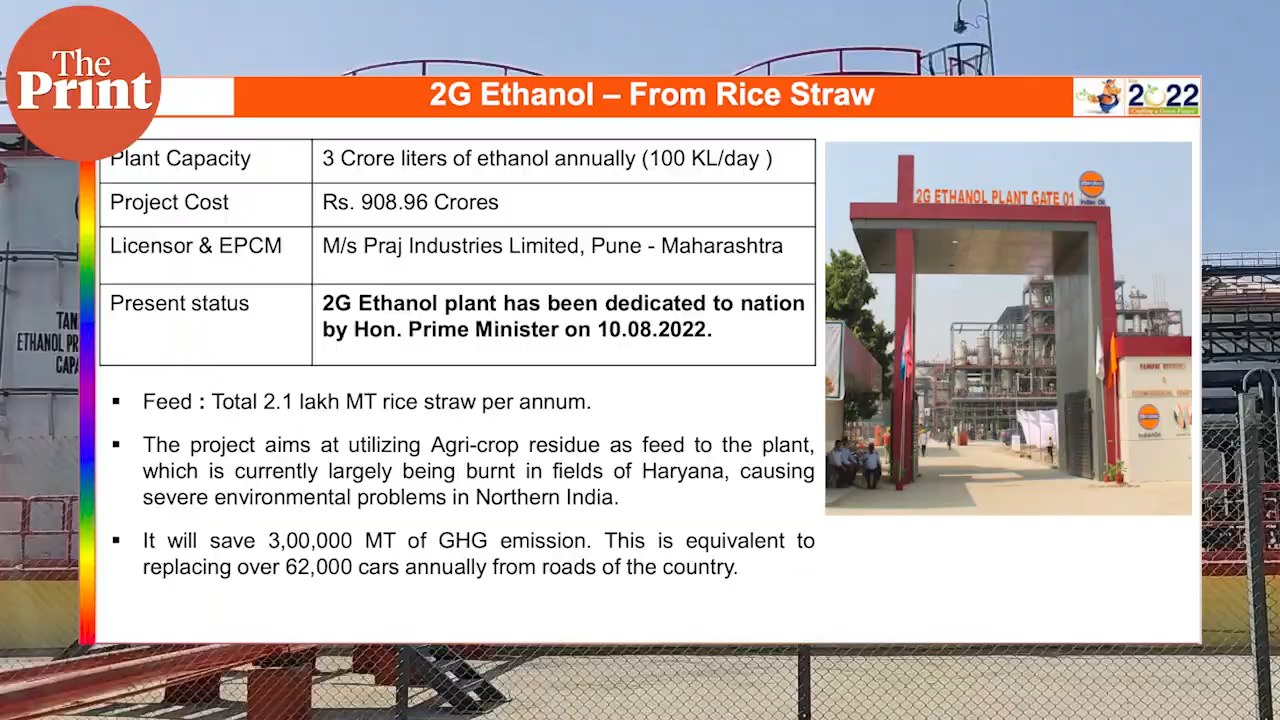 The
Print
2G Ethanol – From Rice Straw
2022
Plant Capacity
3 Crore liters of ethanol annually (100 KL/day )
Project Cost
Rs. 908.96 Crores
Licensor & EPCM
M/s Praj Industries Limited, Pune - Maharashtra
Present status
2G Ethanol plant has been dedicated to nation
by Hon. Prime Minister on 10.08.2022.
▪ Feed : Total 2.1 lakh MT rice straw per annum.
▪ The project aims at utilizing Agri-crop residue as feed to the plant,
which is currently largely being burnt in fields of Haryana, causing
severe environmental problems in Northern India.
▪ It will save 3,00,000 MT of GHG emission. This is equivalent to
replacing over 62,000 cars annually from roads of the country.
2G ETHANOL PLANT GATE 01
IndianOil
IndianOil
TAN
ETHANOL PR
CAPA